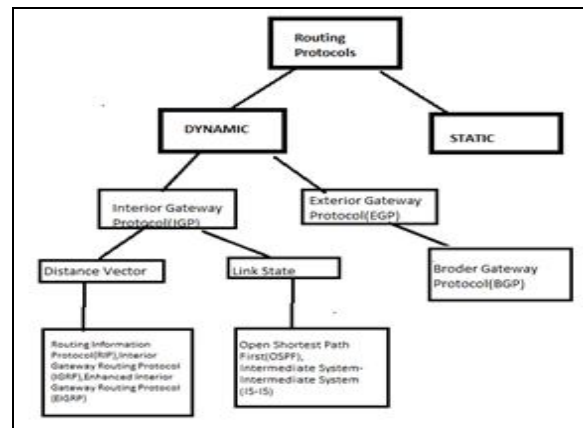 Routing
Protocols
DYNAMIC
STATIC
Interior Gateway
Protocol(IGP)
Exterior Gateway
Protocol(EGP)
Distance Vector
Link State
Broder Gateway
Protocol(BGP)
Routing Information
Protocol(RIP),Interior
Gateway Routing Protocol
(IGRP),Enhanced Interior
Gateway Routing Protocol
(EIGRP)
Open Shortest Path
First(OSPF),
Intermediate System-
Intermediate System
(IS-IS)